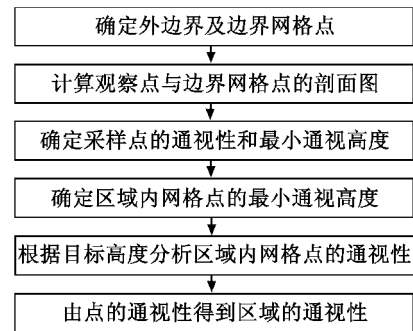 确定外边界及边界网格点
计算观察点与边界网格点的剖面图
确定采样点的通视性和最小通视高度
确定区域内网格点的最小通视高度
根据目标高度分析区域内网格点的通视性
由点的通视性得到区域的通视性